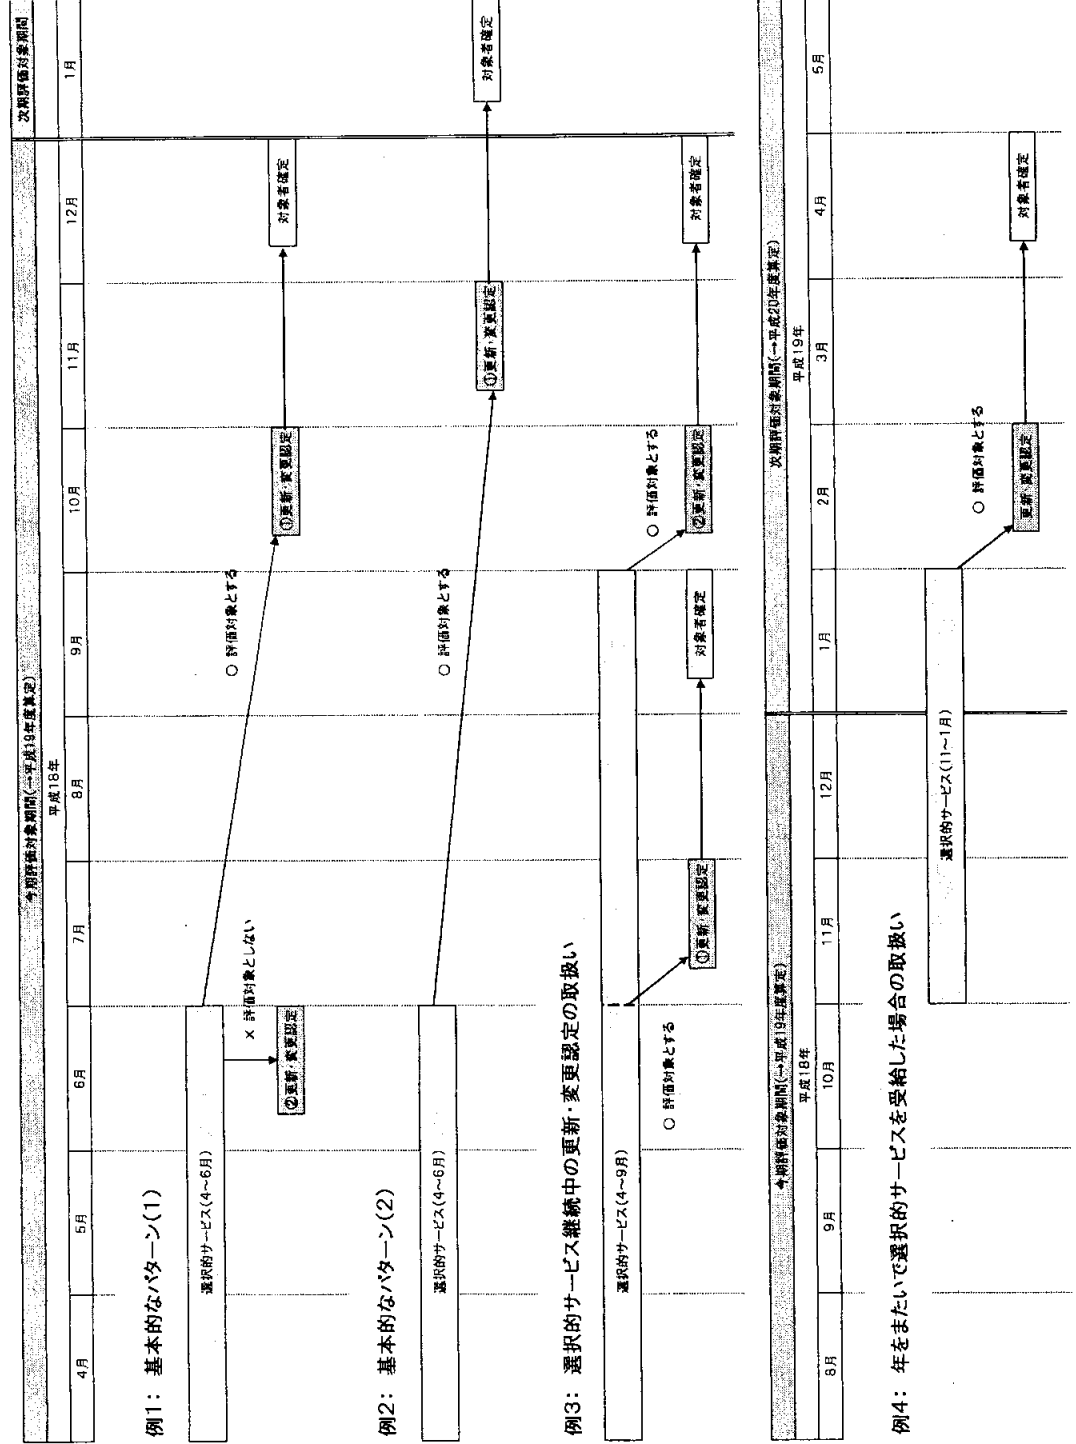 今期評価対象期間(→平成19年度算定)
次期評価対象期間
平成18年
4月
5月
6月
7月
8月
9月
10月
11月
12月
1月
例1: 基本的なパターン(1)
選択的サービス(4~6月)
× 評価対象としない
○ 評価対象とする
②更新・変更認定
①更新・変更認定
対象者確定
例2: 基本的なパターン(2)
選択的サービス(4~6月)
○ 評価対象とする
①更新・変更認定
対象者確定
例3: 選択的サービス継続中の更新・変更認定の取扱い
選択的サービス(4~9月)
○ 評価対象とする
○ 評価対象とする
①更新・変更認定
対象者確定
②更新・変更認定
対象者確定
今期評価対象期間(→平成19年度算定)
次期評価対象期間(→平成20年度算定)
平成18年
平成19年
8月
9月
10月
11月
12月
1月
2月
3月
4月
5月
例4: 年をまたいで選択的サービスを受給した場合の取扱い
選択的サービス(11~1月)
○ 評価対象とする
更新・変更認定
対象者確定